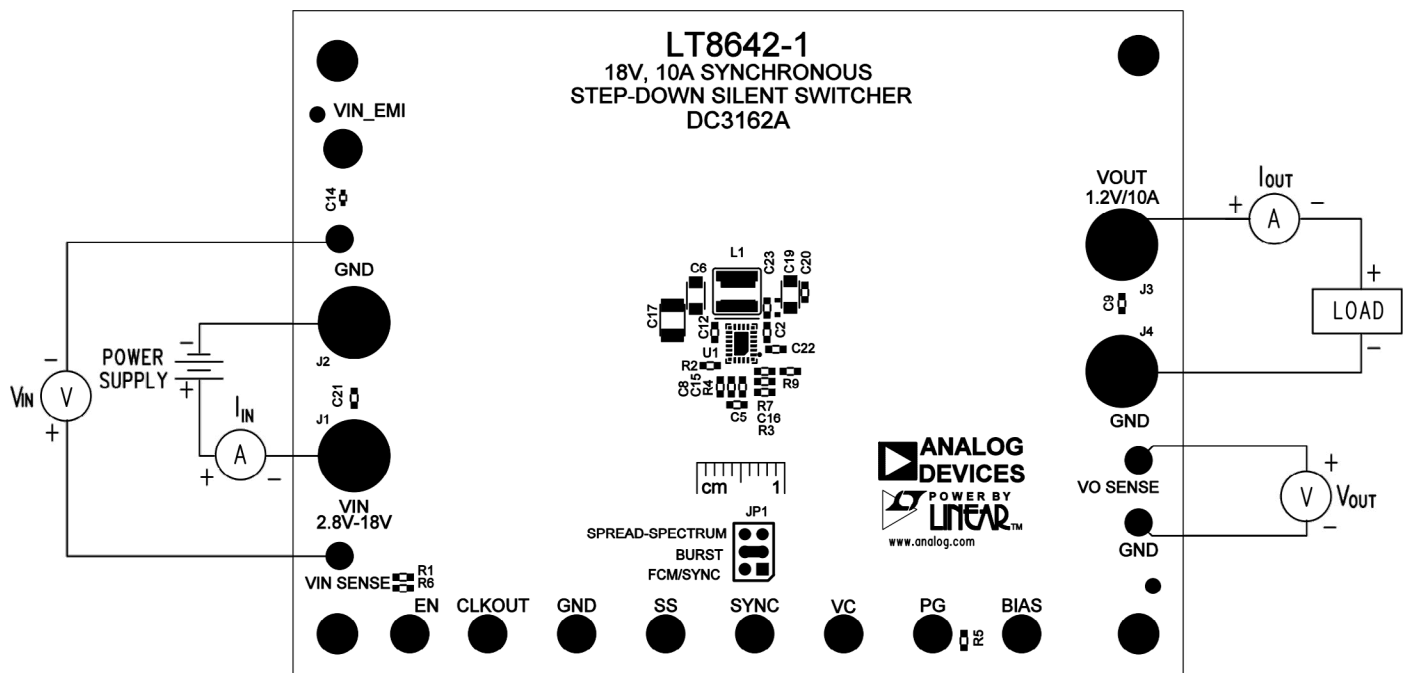 LT8642-1
18V, 10A SYNCHRONOUS
STEP-DOWN SILENT SWITCHER
DC3162A
VIN_EMI
C14
GND
J2
C21
J1
VIN
2.8V-18V
VIN SENSE
R1
R6
- VIN V +
- POWER SUPPLY +
IIN
+ A -
L1
C6
C23
C19
C20
C17
C12
C2
U1
C22
R2
R9
C8
C15
R4
C5
R7
C16
R3
cm 1
JP1
SPREAD-SPECTRUM
BURST
FCM/SYNC
ANALOG
DEVICES
POWER BY
LINEAR TM
www.analog.com
VOUT
1.2V/10A
J3
C9
J4
GND
IOUT
+ A -
+
LOAD
-
VO SENSE
GND
+
V VOUT
-
EN
CLKOUT
GND
SS
SYNC
VC
PG
R5
BIAS